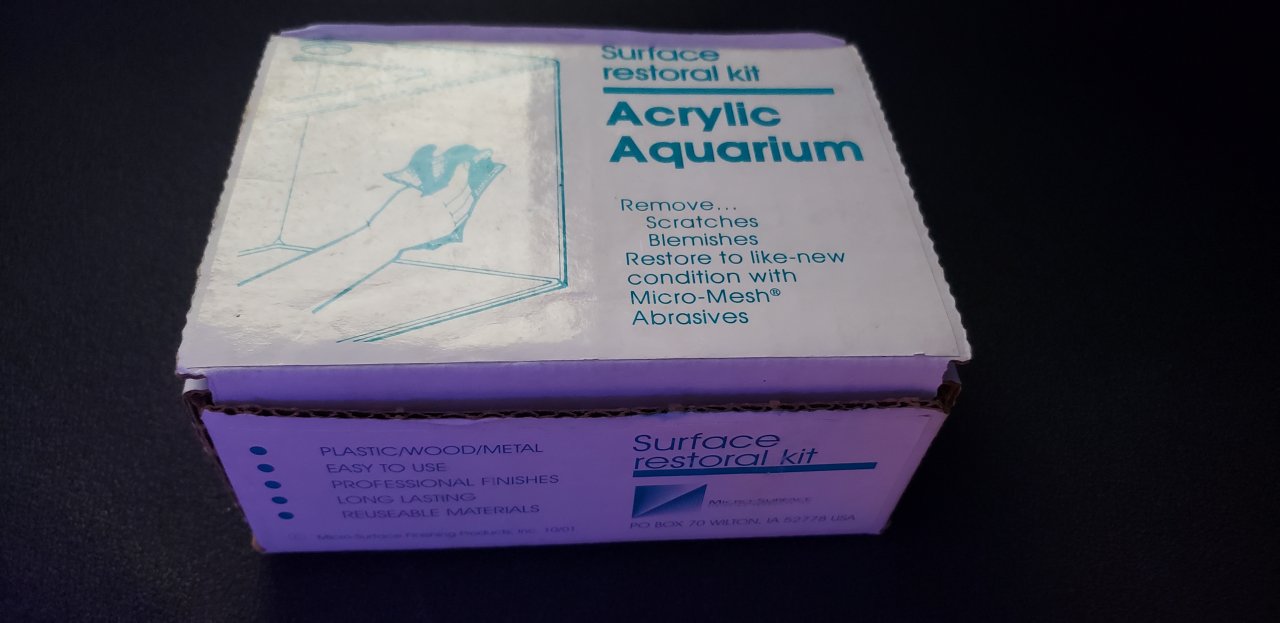 Surface
restoral kit
Acrylic
Aquarium
Remove...
Scratches
Blemishes
Restore to like-new
condition with
Micro-Mesh®
Abrasives
PLASTIC/WOOD/METAL
EASY TO USE
PROFESSIONAL FINISHES
LONG LASTING
REUSEABLE MATERIALS
Micro-Surface Finishing Products, Inc. 10/01
Surface
restoral kit
MICRO-SURFACE
PO BOX 70 WILTON, IA 52778 USA